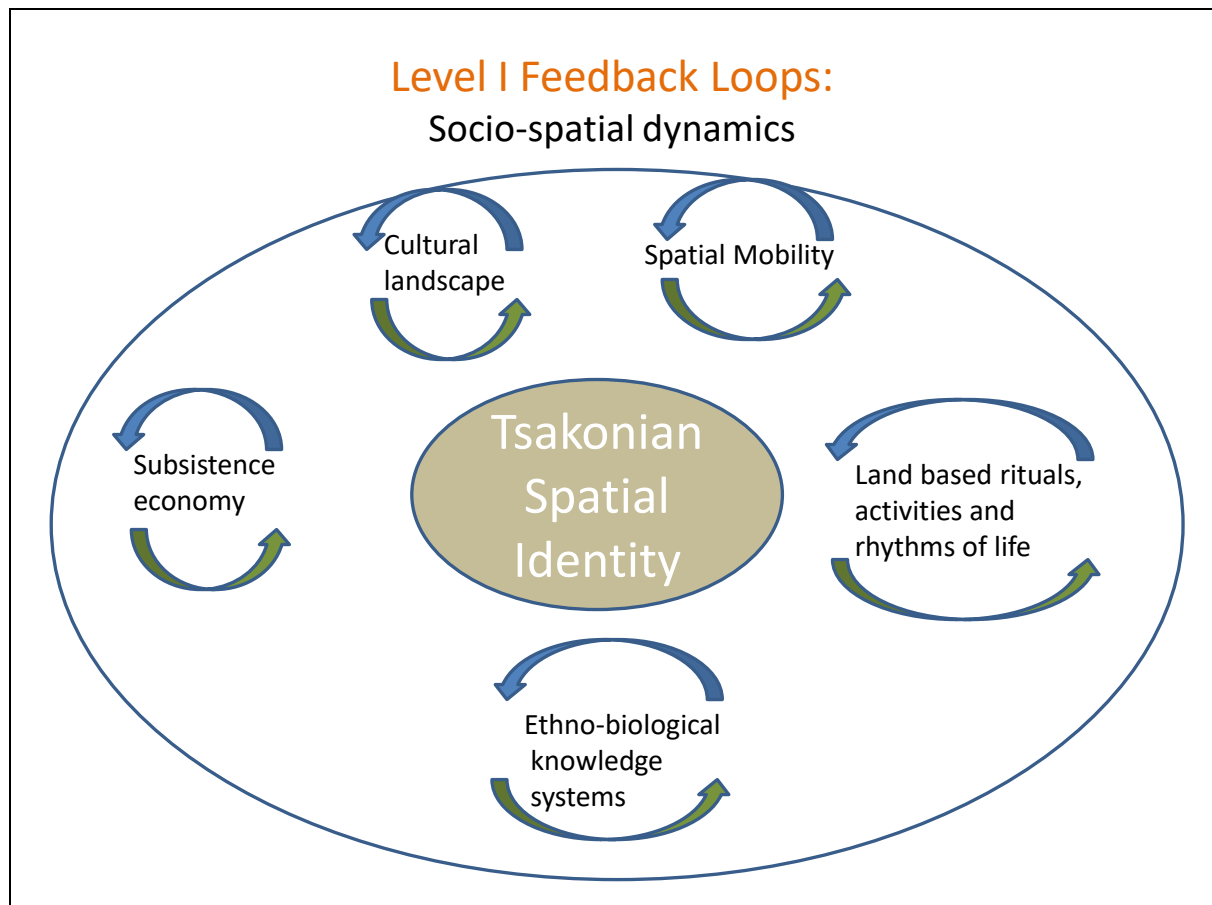 Level I Feedback Loops:
Socio-spatial dynamics
Cultural
landscape
Spatial Mobility
Subsistence
economy
Tsakonian
Spatial
Identity
Land based rituals,
activities and
rhythms of life
Ethno-biological
knowledge
systems